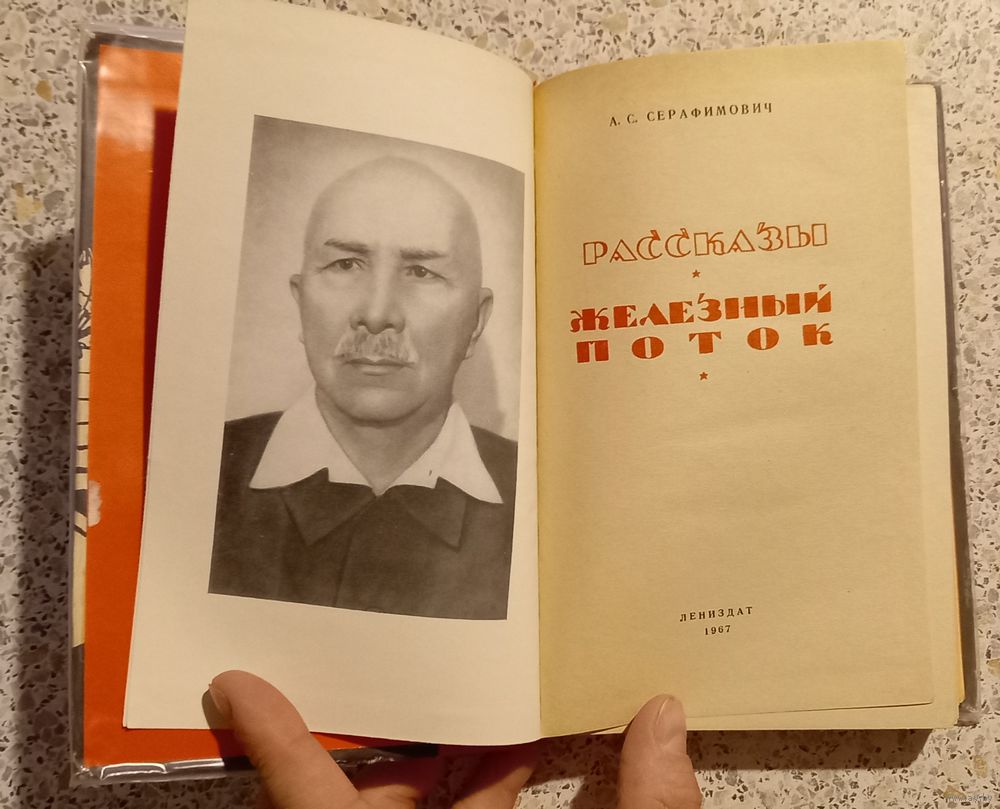 А. С. СЕРАФИМОВИЧ
РАССКАЗЫ
ЖЕЛЕЗНЫЙ
ПОТОК
ЛЕНИЗДАТ
1967